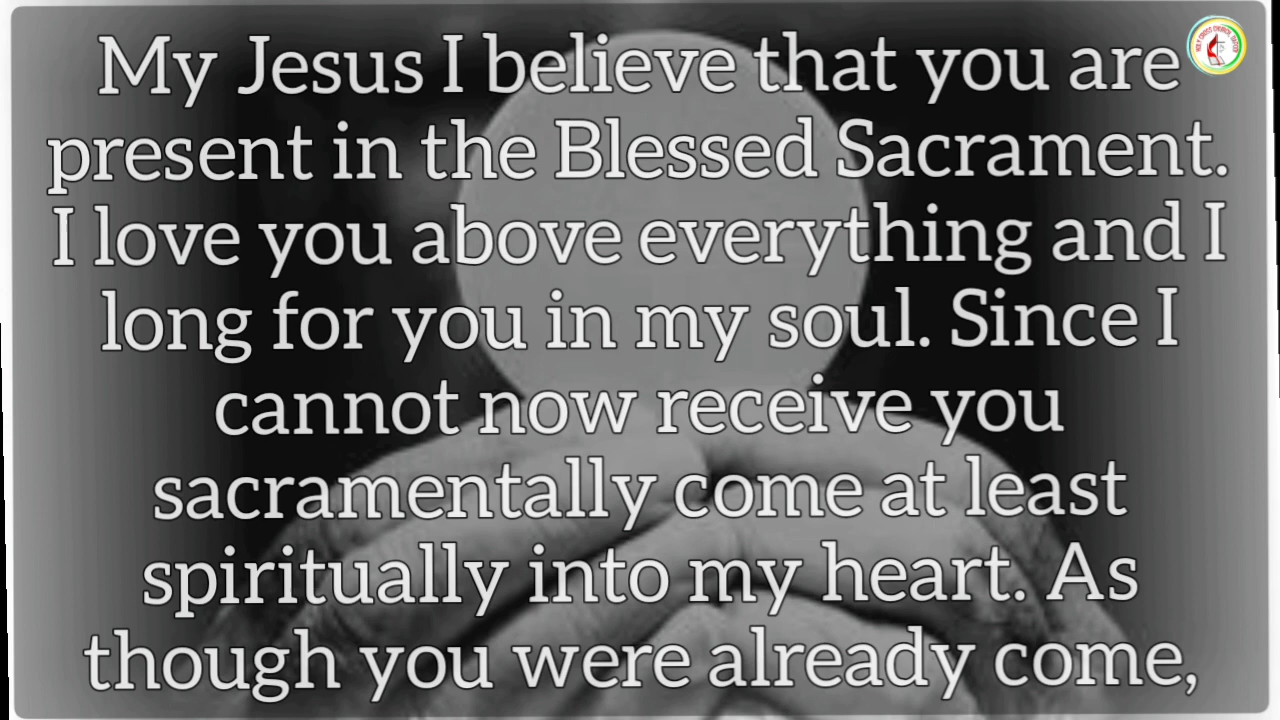 My Jesus I believe that you are
present in the Blessed Sacrament.
I love you above everything and I
long for you in my soul. Since I
cannot now receive you
sacramentally come at least
spiritually into my heart. As
though you were already come,